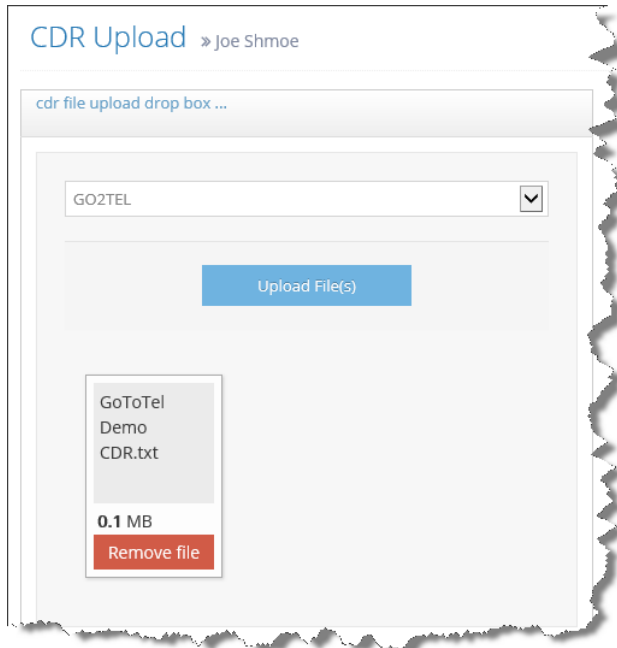 CDR Upload » Joe Shmoe
cdr file upload drop box ...
GO2TEL
Upload File(s)
GoToTel
Demo
CDR.txt
0.1 MB
Remove file